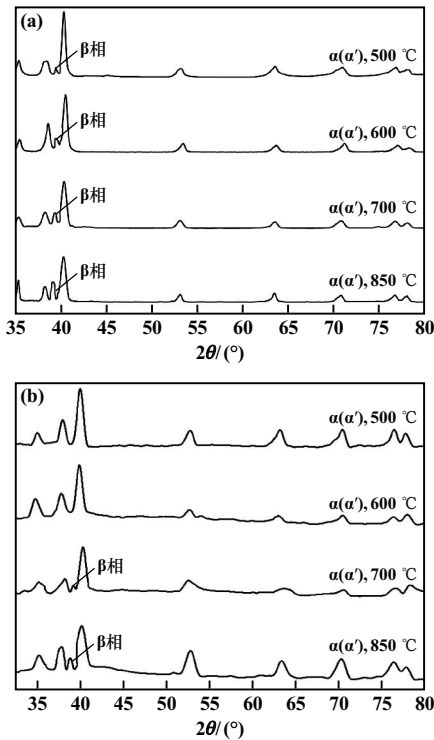 (a)
β相
α(α′), 500 ℃
β相
α(α′), 600 ℃
β相
α(α′), 700 ℃
β相
α(α′), 850 ℃
35 40 45 50 55 60 65 70 75 80
2θ/(°)
(b)
α(α′), 500 ℃
α(α′), 600 ℃
β相
α(α′), 700 ℃
β相
α(α′), 850 ℃
35 40 45 50 55 60 65 70 75 80
2θ/(°)